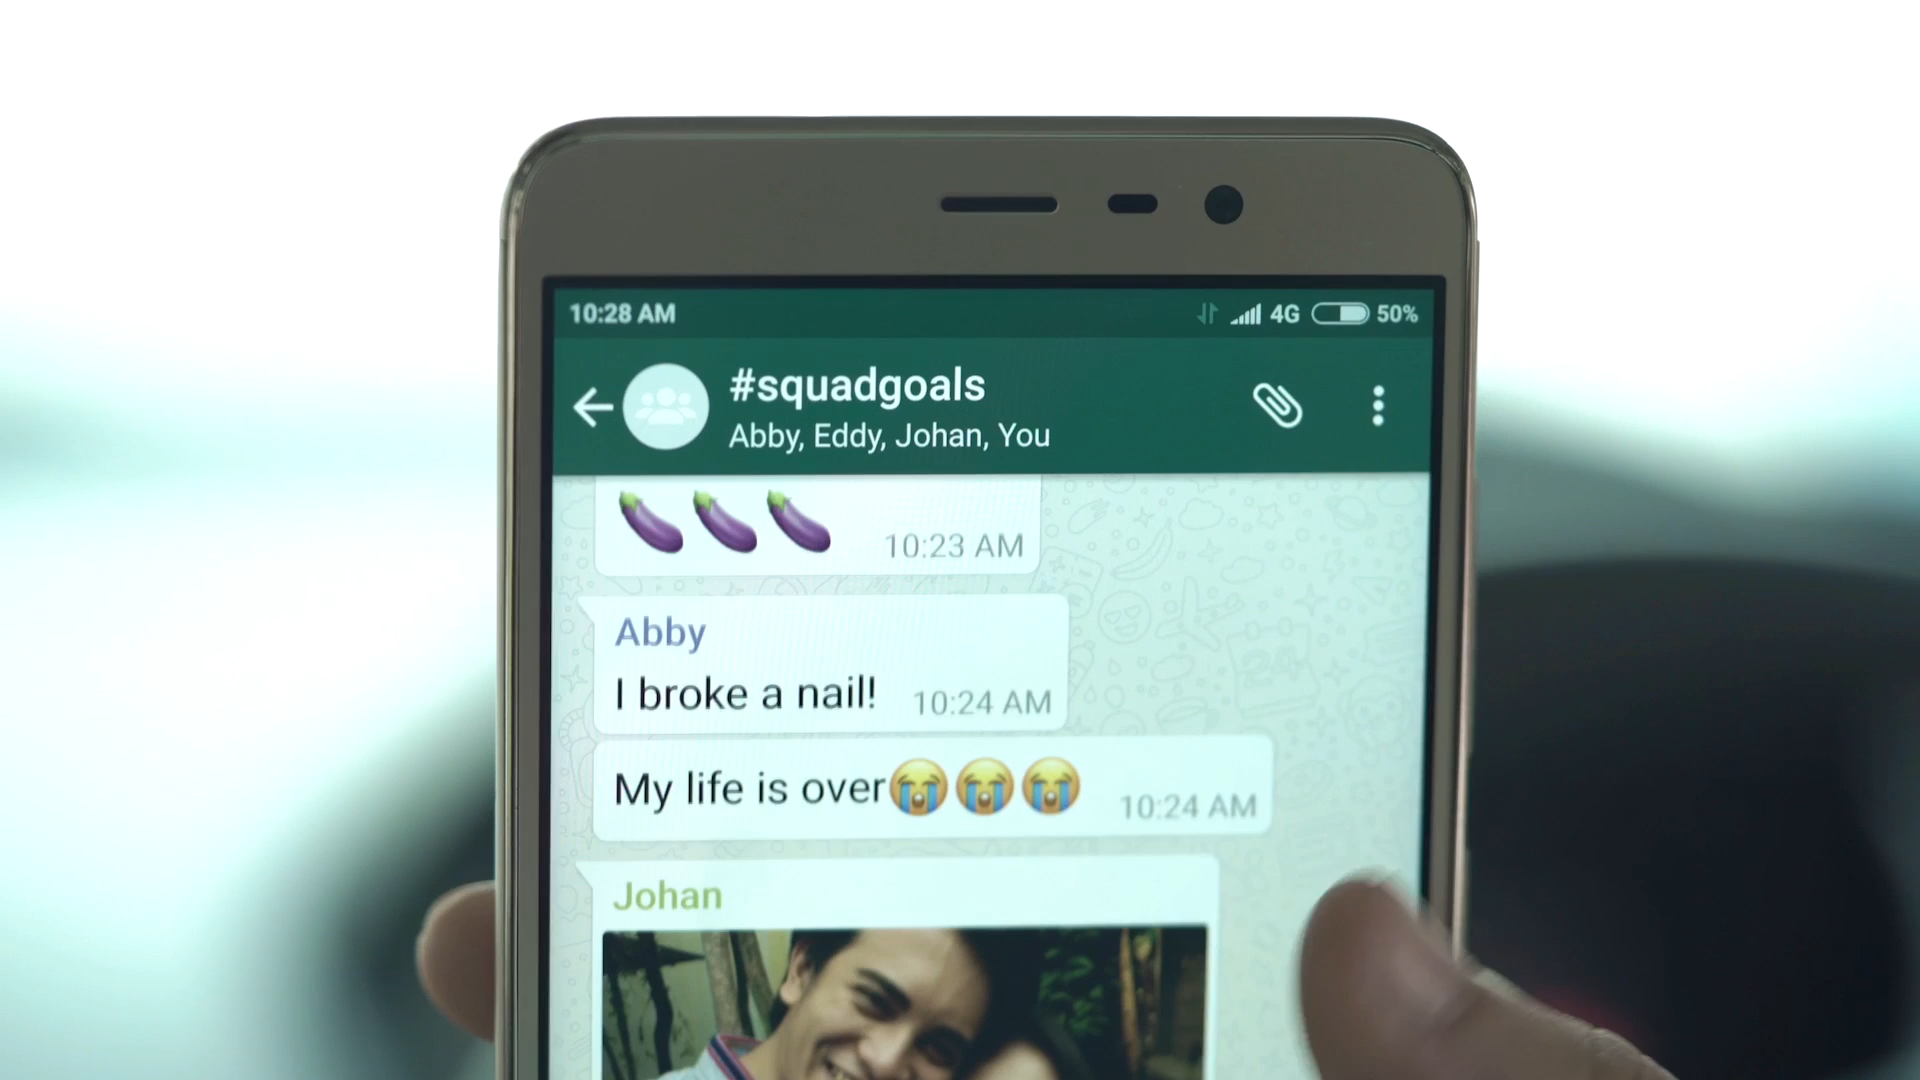 10:28 AM 4G 50%
#squadgoals
Abby, Eddy, Johan, You
🍆🍆🍆 10:23 AM
Abby
I broke a nail! 10:24 AM
My life is over😭😭😭 10:24 AM
Johan